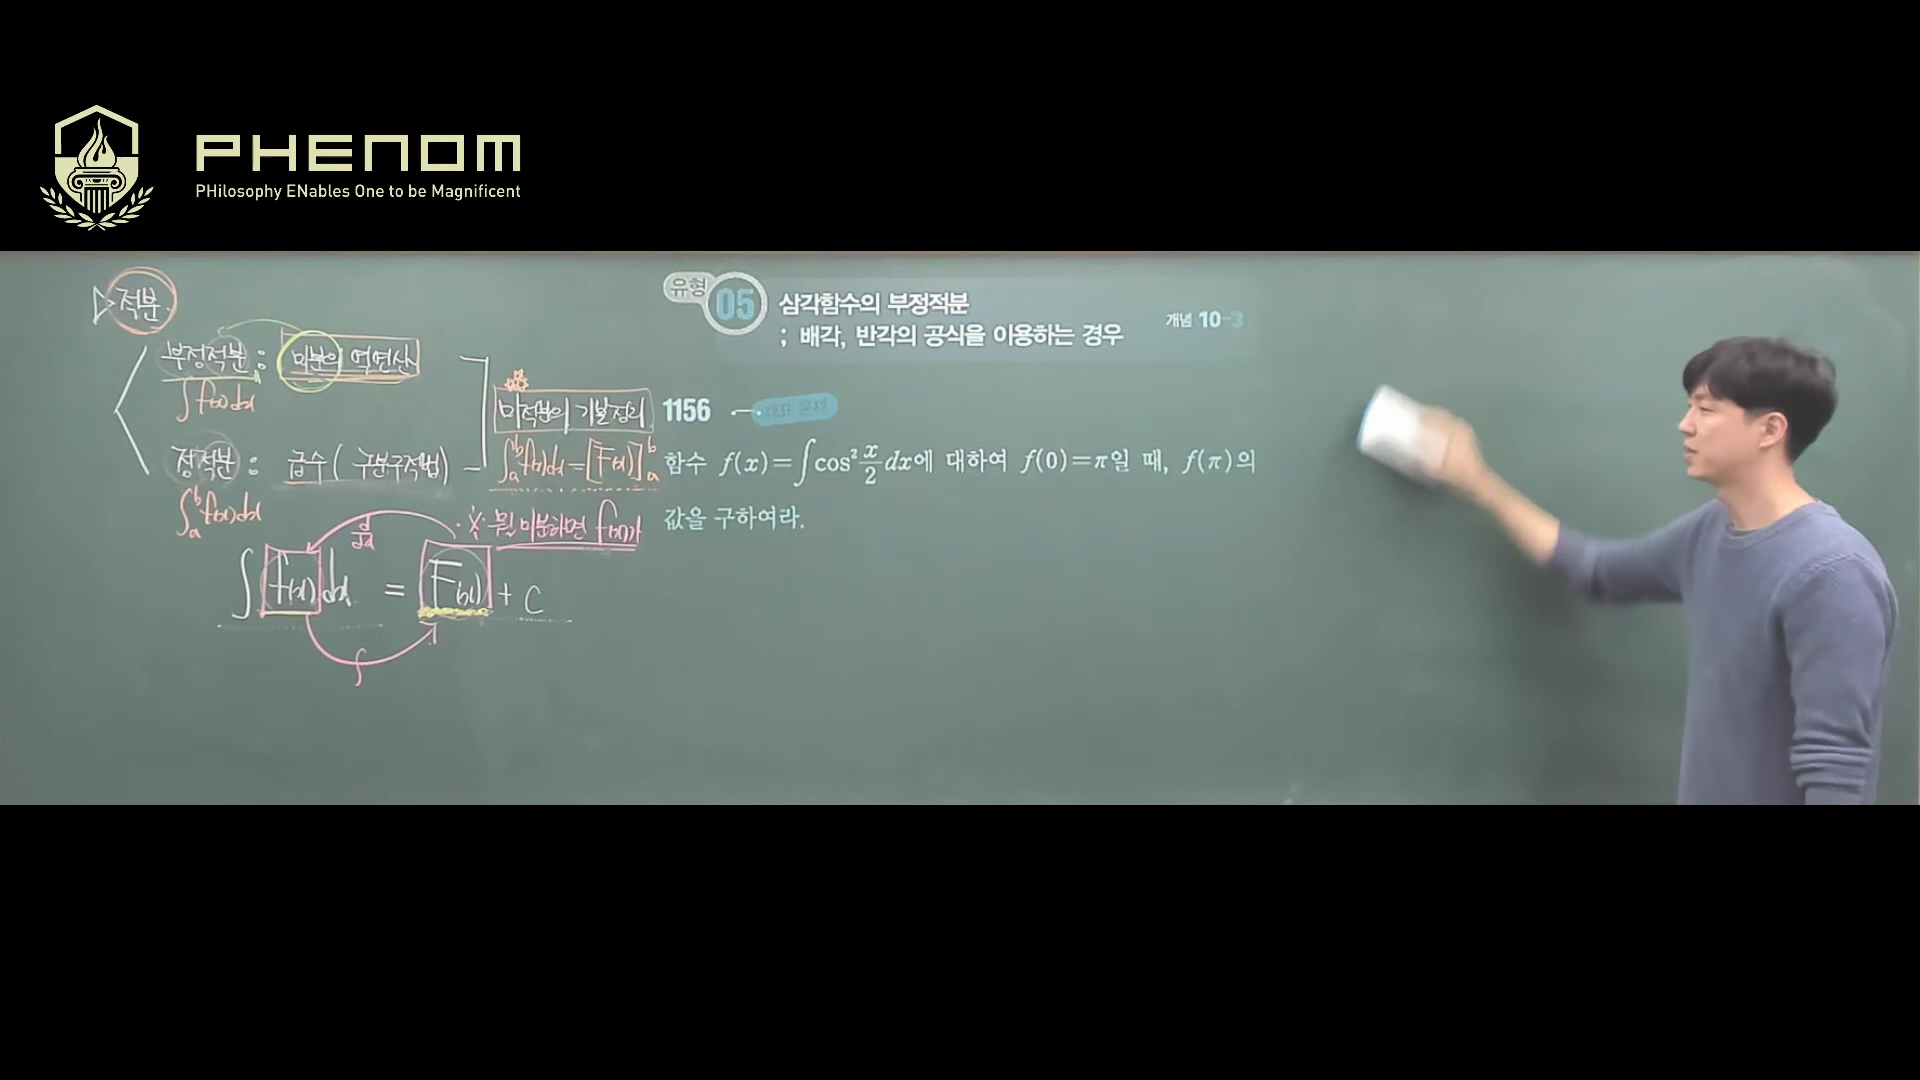 PHENOM
PHilosophy ENables One to be Magnificent
▷적분.
부정적분 : 미분의 역연산
∫f(x)dx
정적분 : 급수 ( 구분구적법)
∫ₐᵇf(x)dx
미적분의 기본정리
∫ₐᵇf(x)dx=[F(x)]ₐᵇ
※ 뭘 미분하면 f(x)가
d/dx
∫f(x)dx = F(x) + C
∫
유형 05 삼각함수의 부정적분
; 배각, 반각의 공식을 이용하는 경우
개념 10-3
1156 대표 문제
함수 f(x)=∫cos² x/2 dx에 대하여 f(0)=π일 때, f(π)의
값을 구하여라.